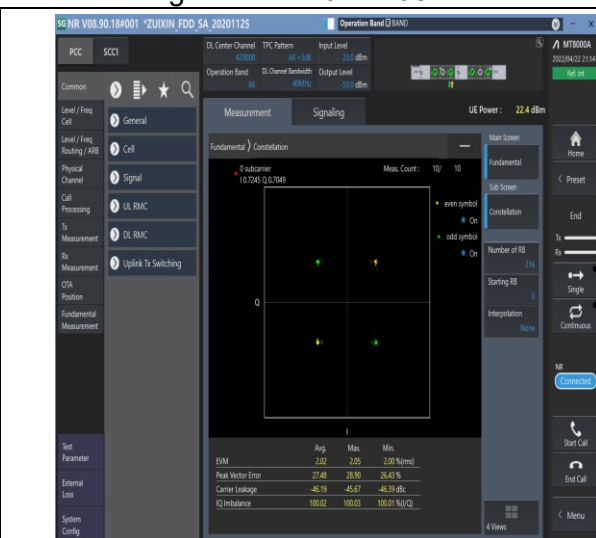 SG NR V08.90.18#001 *ZUIXIN_FDD_SA_20201125
Operation Band BAND
PCC
SCC1
DL Center Channel
TPC Pattern
Input Level
429000
All +3dB
23.0 dBm
Operation Band
DL Channel Bandwidth
Output Level
66
40MHz
-50.0 dBm
MT8000A
2022/04/22 21:14
Ref. Int
Common
Level / Freq
Cell
Level / Freq
Routing / ARB
Physical
Channel
Call
Processing
Tx
Measurement
Rx
Measurement
OTA
Position
Fundamental
Measurement
Test
Parameter
External
Loss
System
Config
General
Cell
Signal
UL RMC
DL RMC
Uplink Tx Switching
Measurement
Signaling
UE Power : 22.4 dBm
Fundamental 〉 Constellation
0 subcarrier
I 0.7245 Q 0.7049
Meas. Count : 10/ 10
even symbol
On
odd symbol
On
Q
I
Avg. Max. Min.
EVM 2.02 2.05 2.00 %(rms)
Peak Vector Error 27.48 28.90 26.43 %
Carrier Leakage -46.19 -45.67 -46.39 dBc
IQ Imbalance 100.02 100.03 100.01 %(I/Q)
Main Screen
Fundamental
Sub Screen
Constellation
Number of RB
216
Starting RB
0
Interpolation
None
4 Views
Home
Preset
End
Tx
Rx
Single
Continuous
NR
Connected
Start Call
End Call
Menu